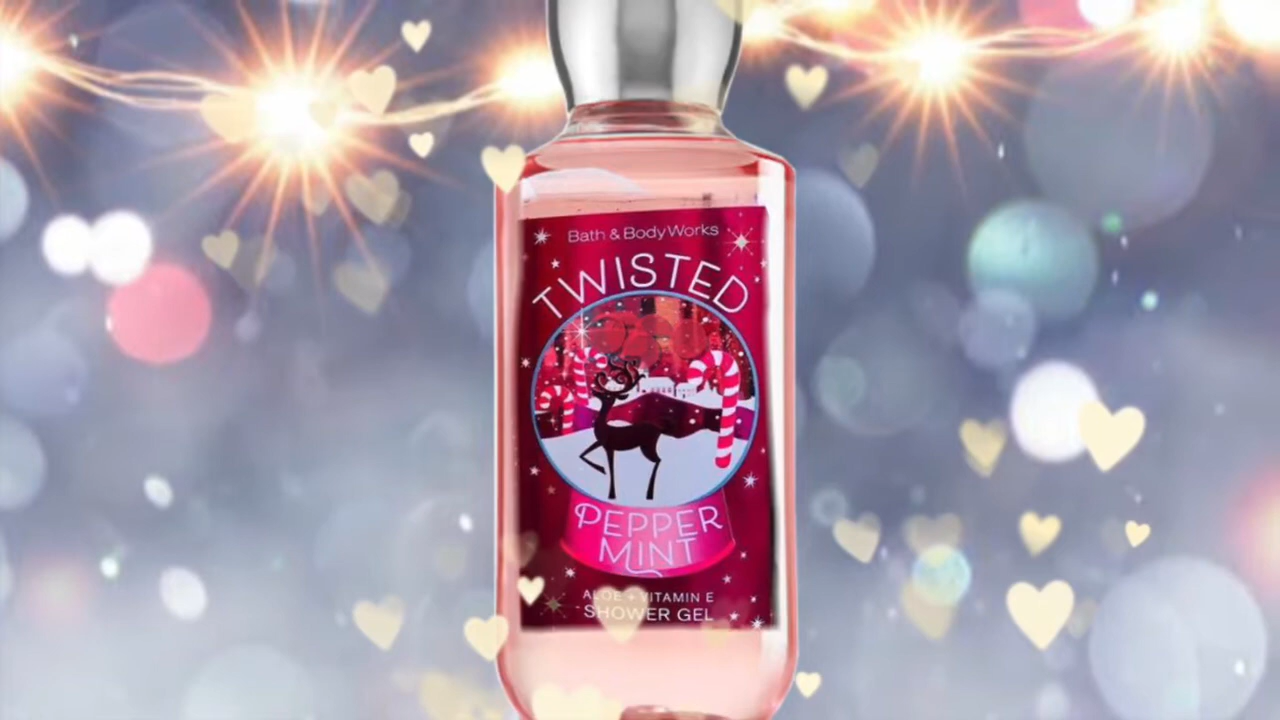 Bath & Body Works
TWISTED
PEPPER
MINT
ALOE + VITAMIN E
SHOWER GEL